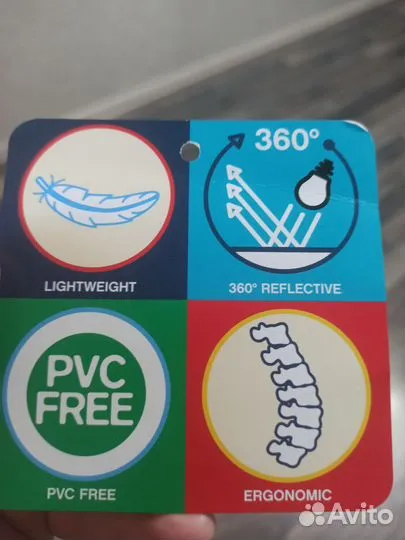 360°
LIGHTWEIGHT
360° REFLECTIVE
PVC
FREE
PVC FREE
ERGONOMIC
Avito